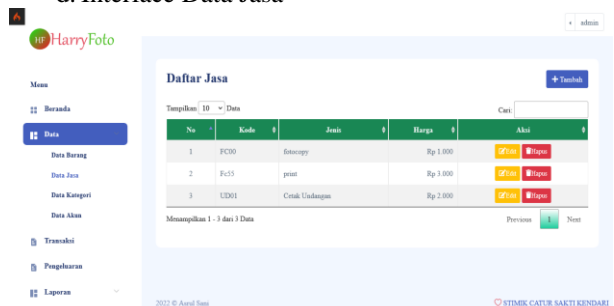 d. Interface Data Jasa
HF HarryFoto
admin
Menu
Beranda
Data
Data Barang
Data Jasa
Data Kategori
Data Akun
Transaksi
Pengeluaran
Laporan
Daftar Jasa
+ Tambah
Tampilkan 10 Data
Cari:
No Kode Jenis Harga Aksi
1 FC00 fotocopy Rp 1.000 Edit Hapus
2 Fc55 print Rp 3.000 Edit Hapus
3 UD01 Cetak Undangan Rp 2.000 Edit Hapus
Menampilkan 1 - 3 dari 3 Data
Previous 1 Next
2022 ©
STIMIK CATUR SAKTI KENDARI